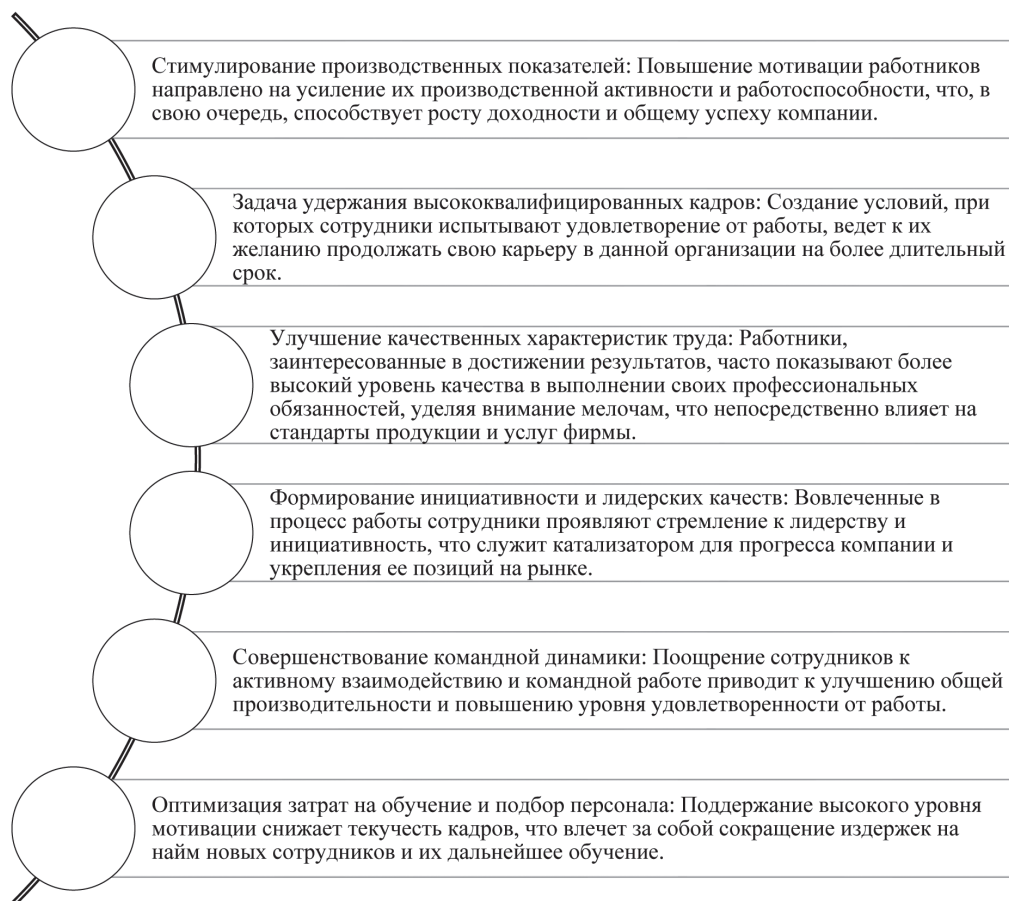 Стимулирование производственных показателей: Повышение мотивации работников
направлено на усиление их производственной активности и работоспособности, что, в
свою очередь, способствует росту доходности и общему успеху компании.
Задача удержания высококвалифицированных кадров: Создание условий, при
которых сотрудники испытывают удовлетворение от работы, ведет к их
желанию продолжать свою карьеру в данной организации на более длительный
срок.
Улучшение качественных характеристик труда: Работники,
заинтересованные в достижении результатов, часто показывают более
высокий уровень качества в выполнении своих профессиональных
обязанностей, уделяя внимание мелочам, что непосредственно влияет на
стандарты продукции и услуг фирмы.
Формирование инициативности и лидерских качеств: Вовлеченные в
процесс работы сотрудники проявляют стремление к лидерству и
инициативность, что служит катализатором для прогресса компании и
укрепления ее позиций на рынке.
Совершенствование командной динамики: Поощрение сотрудников к
активному взаимодействию и командной работе приводит к улучшению общей
производительности и повышению уровня удовлетворенности от работы.
Оптимизация затрат на обучение и подбор персонала: Поддержание высокого уровня
мотивации снижает текучесть кадров, что влечет за собой сокращение издержек на
найм новых сотрудников и их дальнейшее обучение.